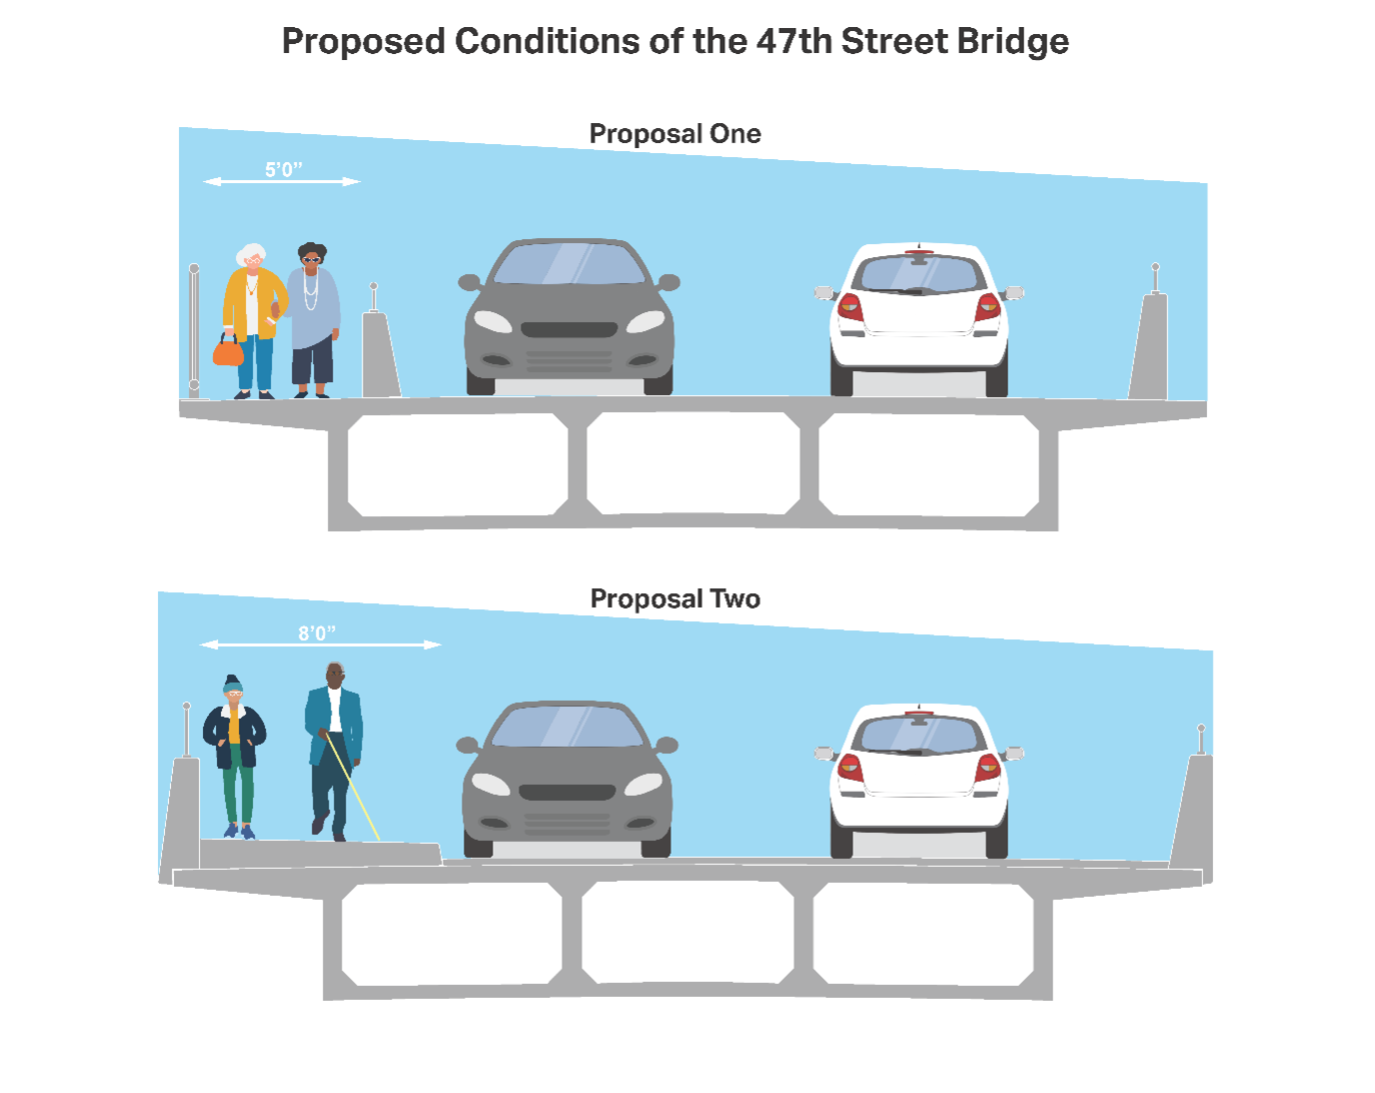 Proposed Conditions of the 47th Street Bridge
Proposal One
5’0”
Proposal Two
8’0”